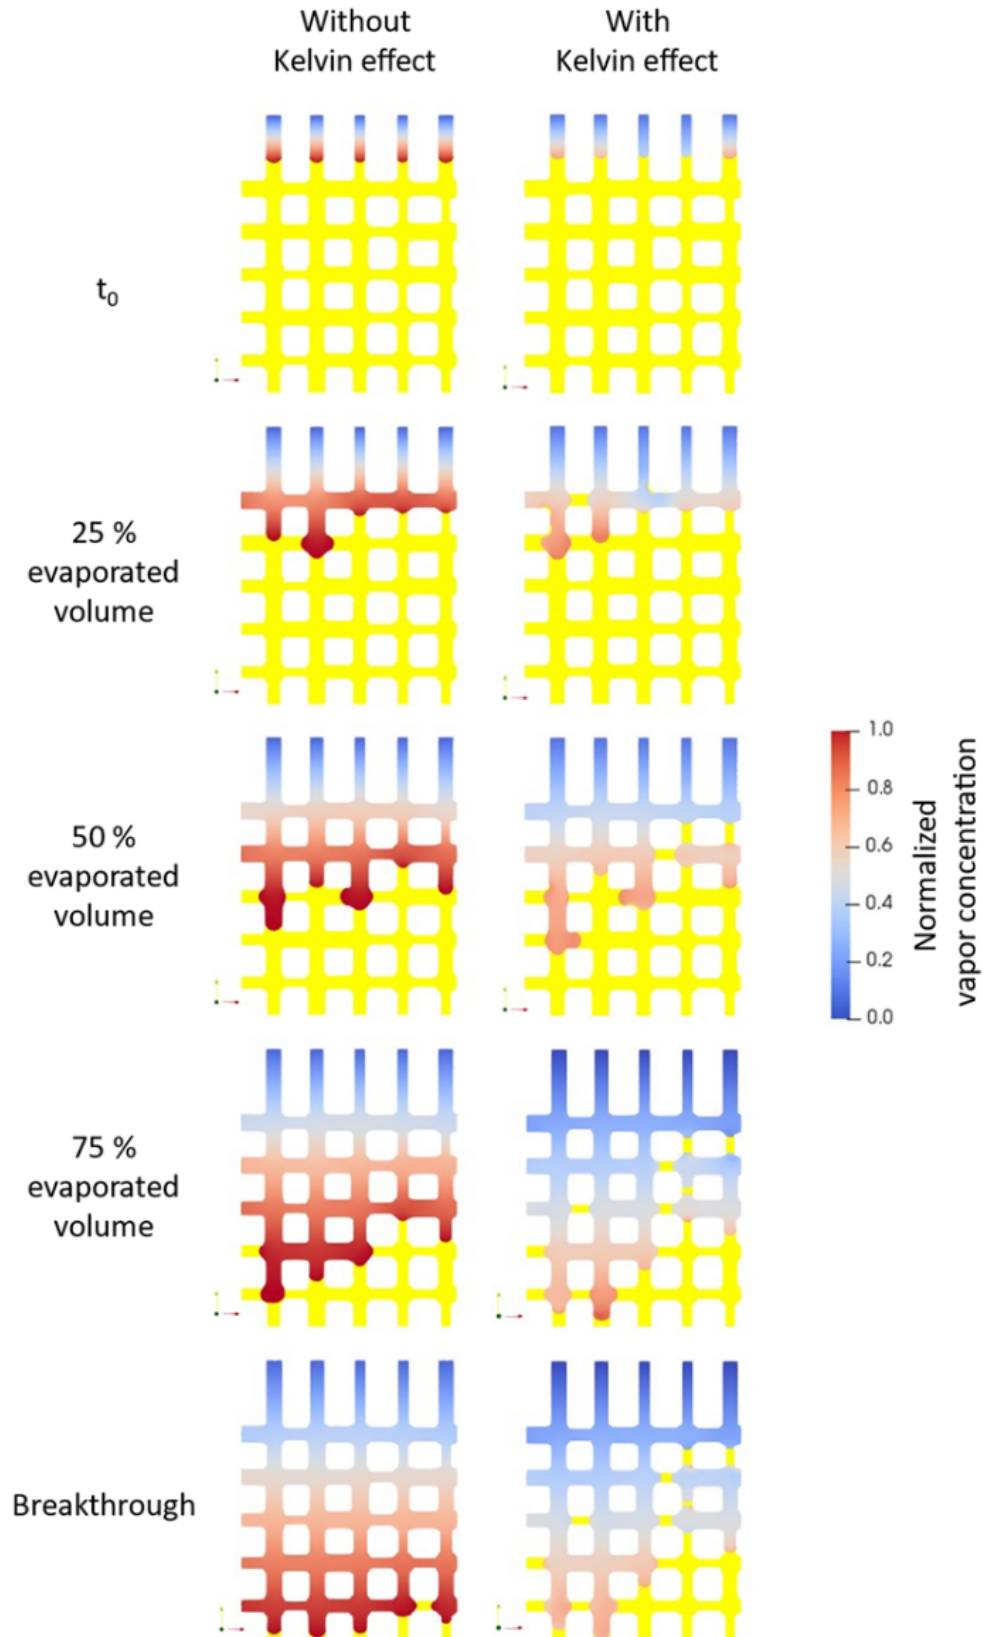 Without
Kelvin effect
With
Kelvin effect
t₀
25 %
evaporated
volume
50 %
evaporated
volume
1.0
0.8
0.6
0.4
0.2
0.0
Normalized
vapor concentration
75 %
evaporated
volume
Breakthrough